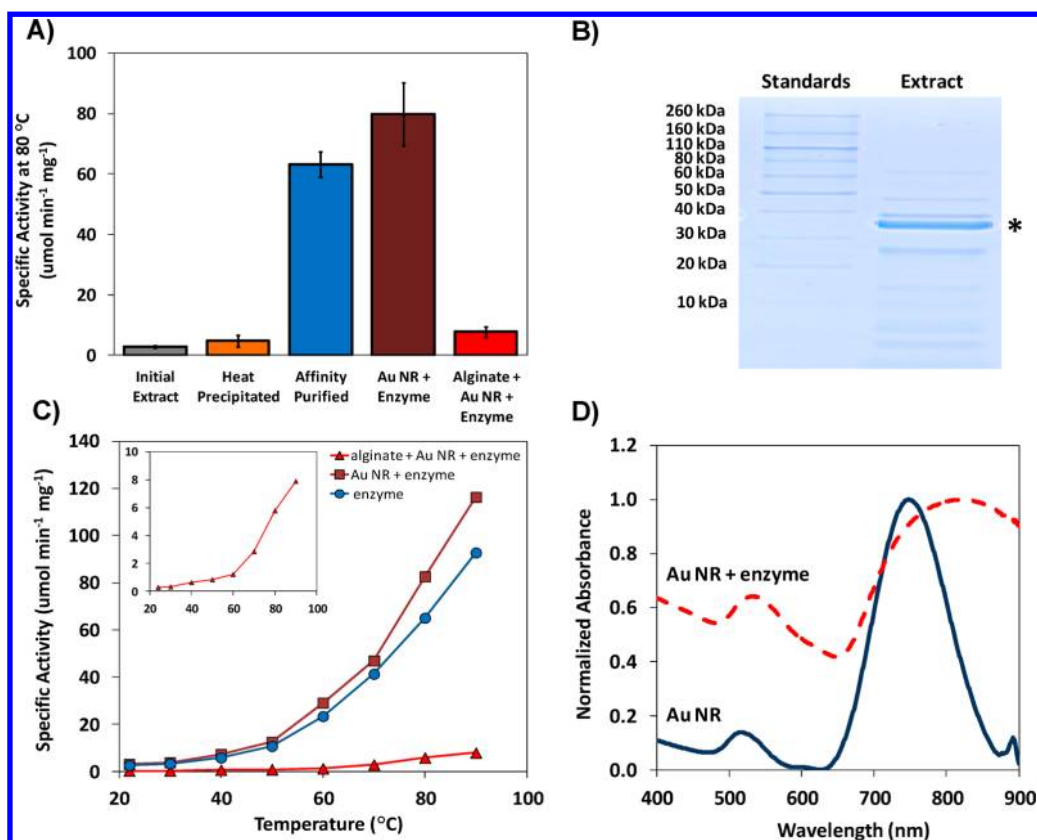 A)
Specific Activity at 80 °C
(umol min⁻¹ mg⁻¹)
100
80
60
40
20
0
Initial
Extract
Heat
Precipitated
Affinity
Purified
Au NR +
Enzyme
Alginate +
Au NR +
Enzyme
B)
Standards
Extract
260 kDa
160 kDa
110 kDa
80 kDa
60 kDa
50 kDa
40 kDa
30 kDa
20 kDa
10 kDa
*
C)
Specific Activity (umol min⁻¹ mg⁻¹)
140
120
100
80
60
40
20
0
10
8
6
4
2
0
20 40 60 80 100
alginate + Au NR + enzyme
Au NR + enzyme
enzyme
20 40 60 80 100
Temperature (°C)
D)
Normalized Absorbance
1.2
1.0
0.8
0.6
0.4
0.2
0.0
Au NR + enzyme
Au NR
400 500 600 700 800 900
Wavelength (nm)